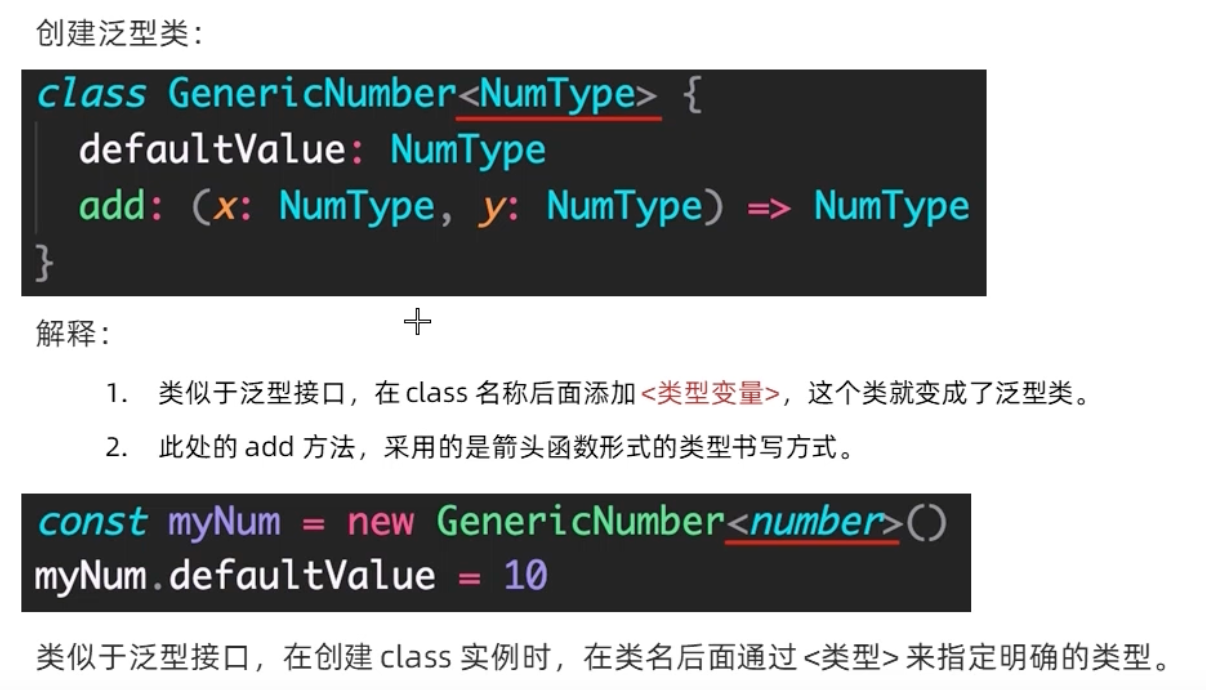 创建泛型类：
class GenericNumber<NumType> {
defaultValue: NumType
add: (x: NumType, y: NumType) => NumType
}
解释：
1. 类似于泛型接口，在 class 名称后面添加<类型变量>，这个类就变成了泛型类。
2. 此处的 add 方法，采用的是箭头函数形式的类型书写方式。
const myNum = new GenericNumber<number>()
myNum.defaultValue = 10
类似于泛型接口，在创建 class 实例时，在类名后面通过 <类型> 来指定明确的类型。